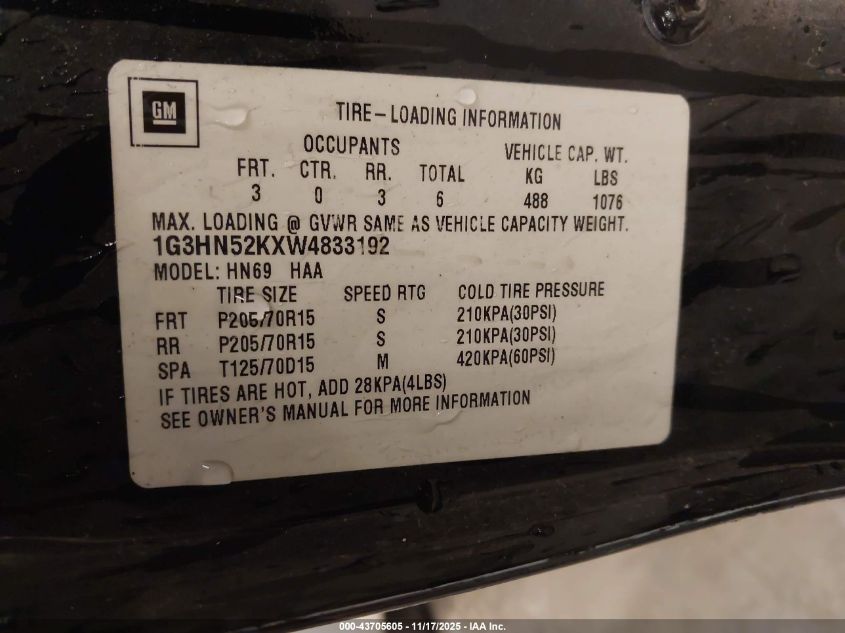 GM
TIRE-LOADING INFORMATION
OCCUPANTS VEHICLE CAP. WT.
FRT. CTR. RR. TOTAL KG LBS
3 0 3 6 488 1076
MAX. LOADING @ GVWR SAME AS VEHICLE CAPACITY WEIGHT.
1G3HN52KXW4833192
MODEL: HN69 HAA
TIRE SIZE SPEED RTG COLD TIRE PRESSURE
FRT P205/70R15 S 210KPA(30PSI)
RR P205/70R15 S 210KPA(30PSI)
SPA T125/70D15 M 420KPA(60PSI)
IF TIRES ARE HOT, ADD 28KPA(4LBS)
SEE OWNER'S MANUAL FOR MORE INFORMATION
000-43705605 - 11/17/2025 - IAA Inc.